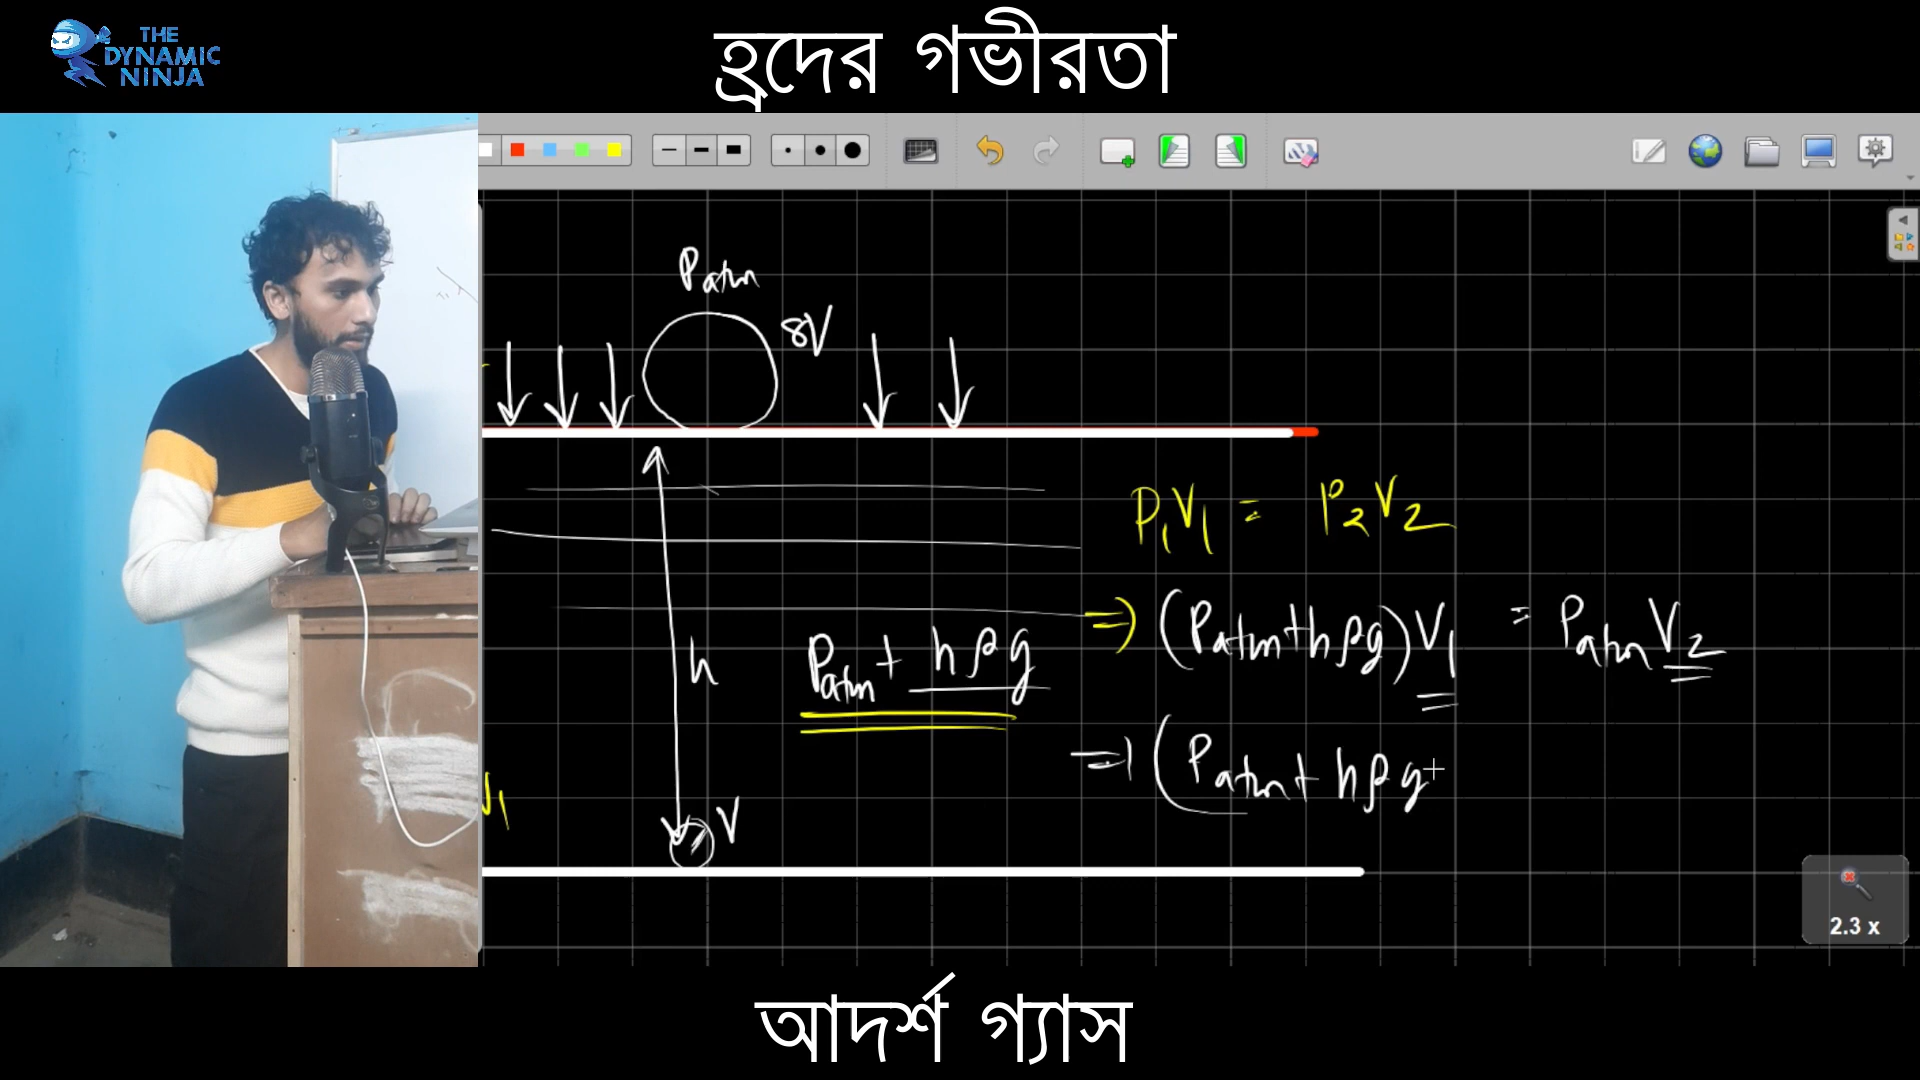 THE
DYNAMIC
NINJA
হ্রদের গভীরতা
Patm
8V
P₁V₁ = P₂V₂
⇒ (Patm+hρg)V₁ = PatmV₂
h
Patm + hρg
⇒ (Patm + hρg
V₁
V
2.3 x
আদর্শ গ্যাস